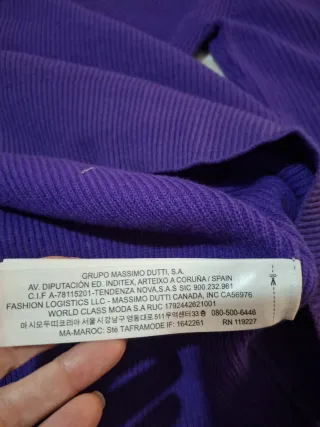 GRUPO MASSIMO DUTTI, S.A.
AV. DIPUTACIÓN ED. INDITEX, ARTEIXO A CORUÑA / SPAIN
C.I.F A-78115201-TENDENZA NOVA,S.A.S SIC 900.232.961
FASHION LOGISTICS LLC - MASSIMO DUTTI CANADA, INC CA56976
WORLD CLASS MODA S.A RUC 1792442621001
마시모두띠코리아 서울시 강남구 영동대로 511 무역센터 33층 080-500-6446
RN 119227
MA-MAROC: Sté TAFRAMODE IF: 1642261